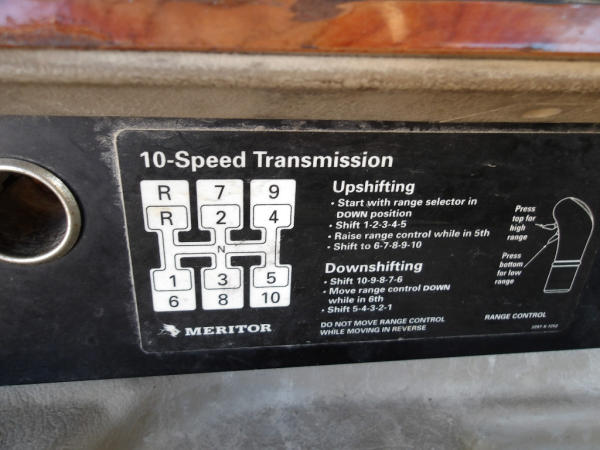 10-Speed Transmission
R 7 9
R 2 4
N
1 3 5
6 8 10
MERITOR
Upshifting
• Start with range selector in
DOWN position
• Shift 1-2-3-4-5
• Raise range control while in 5th
• Shift to 6-7-8-9-10
Downshifting
• Shift 10-9-8-7-6
• Move range control DOWN
while in 6th
• Shift 5-4-3-2-1
DO NOT MOVE RANGE CONTROL
WHILE MOVING IN REVERSE
Press
top for
high
range
Press
bottom
for low
range
RANGE CONTROL